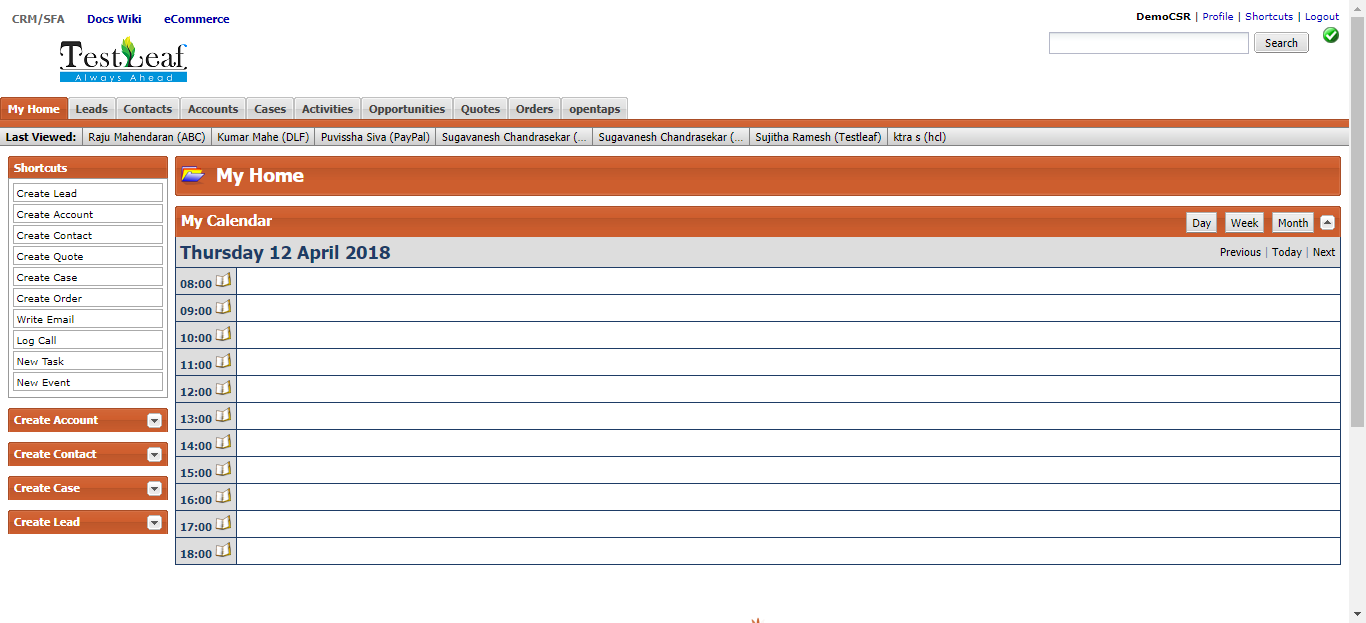 CRM/SFA Docs Wiki eCommerce
DemoCSR | Profile | Shortcuts | Logout
TestLeaf
Always Ahead
Search
My Home Leads Contacts Accounts Cases Activities Opportunities Quotes Orders opentaps
Last Viewed: Raju Mahendaran (ABC) Kumar Mahe (DLF) Puvissha Siva (PayPal) Sugavanesh Chandrasekar (... Sugavanesh Chandrasekar (... Sujitha Ramesh (Testleaf) ktra s (hcl)
Shortcuts
Create Lead
Create Account
Create Contact
Create Quote
Create Case
Create Order
Write Email
Log Call
New Task
New Event
Create Account
Create Contact
Create Case
Create Lead
My Home
My Calendar
Day Week Month
Thursday 12 April 2018
Previous | Today | Next
08:00
09:00
10:00
11:00
12:00
13:00
14:00
15:00
16:00
17:00
18:00